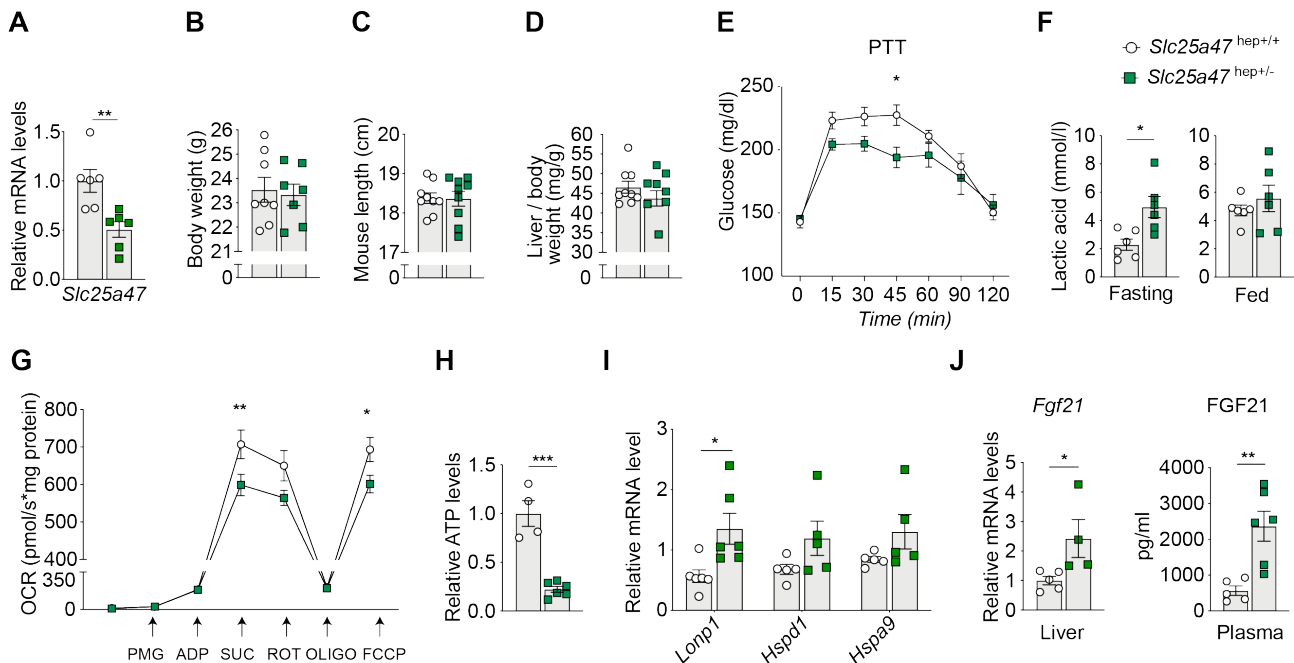 A
Relative mRNA levels
1.5
1.0
0.5
0.0
**
Slc25a47
B
Body weight (g)
26
25
24
23
22
21
0
C
Mouse length (cm)
20
19
18
17
0
D
Liver / body
weight (mg/g)
60
55
50
45
40
35
30
0
E
PTT
Glucose (mg/dl)
250
200
150
100
*
0 15 30 45 60 90 120
Time (min)
F
Slc25a47 hep+/+
Slc25a47 hep+/-
Lactic acid (mmol/l)
10
8
6
4
2
0
*
Fasting
10
8
6
4
2
0
Fed
G
OCR (pmol/s*mg protein)
800
700
600
500
400
350
0
**
*
PMG ADP SUC ROT OLIGO FCCP
H
Relative ATP levels
1.5
1.0
0.5
0.0
***
I
Relative mRNA level
3
2
1
0
*
Lonp1
Hspd1
Hspa9
J
Fgf21
Relative mRNA levels
5
4
3
2
1
0
*
Liver
FGF21
pg/ml
4000
3000
2000
1000
0
**
Plasma